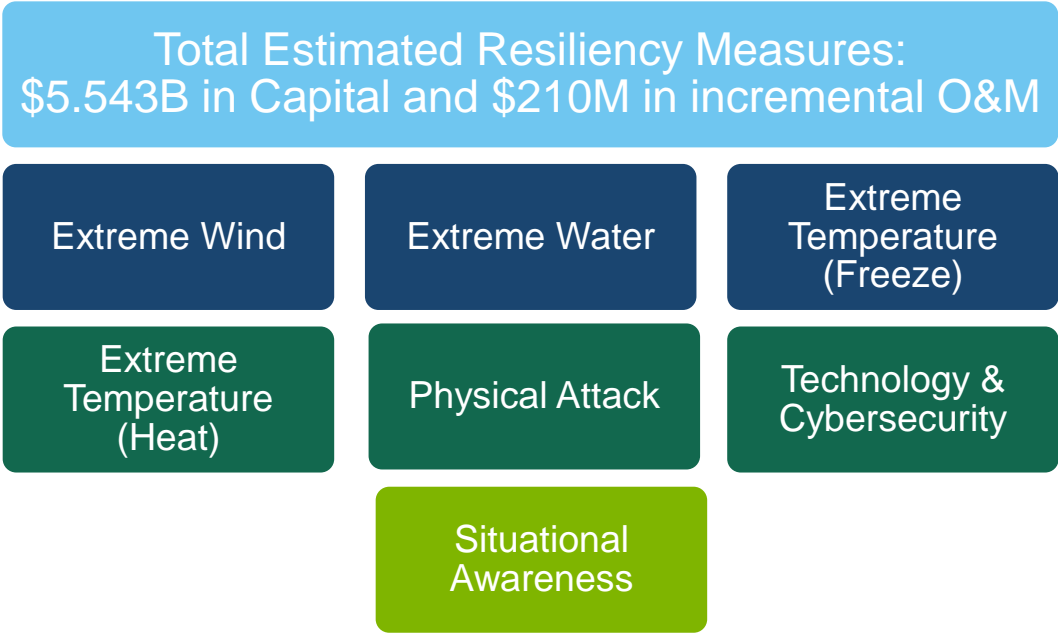 Total Estimated Resiliency Measures:
$5.543B in Capital and $210M in incremental O&M
Extreme Wind
Extreme Water
Extreme
Temperature
(Freeze)
Extreme
Temperature
(Heat)
Physical Attack
Technology &
Cybersecurity
Situational
Awareness